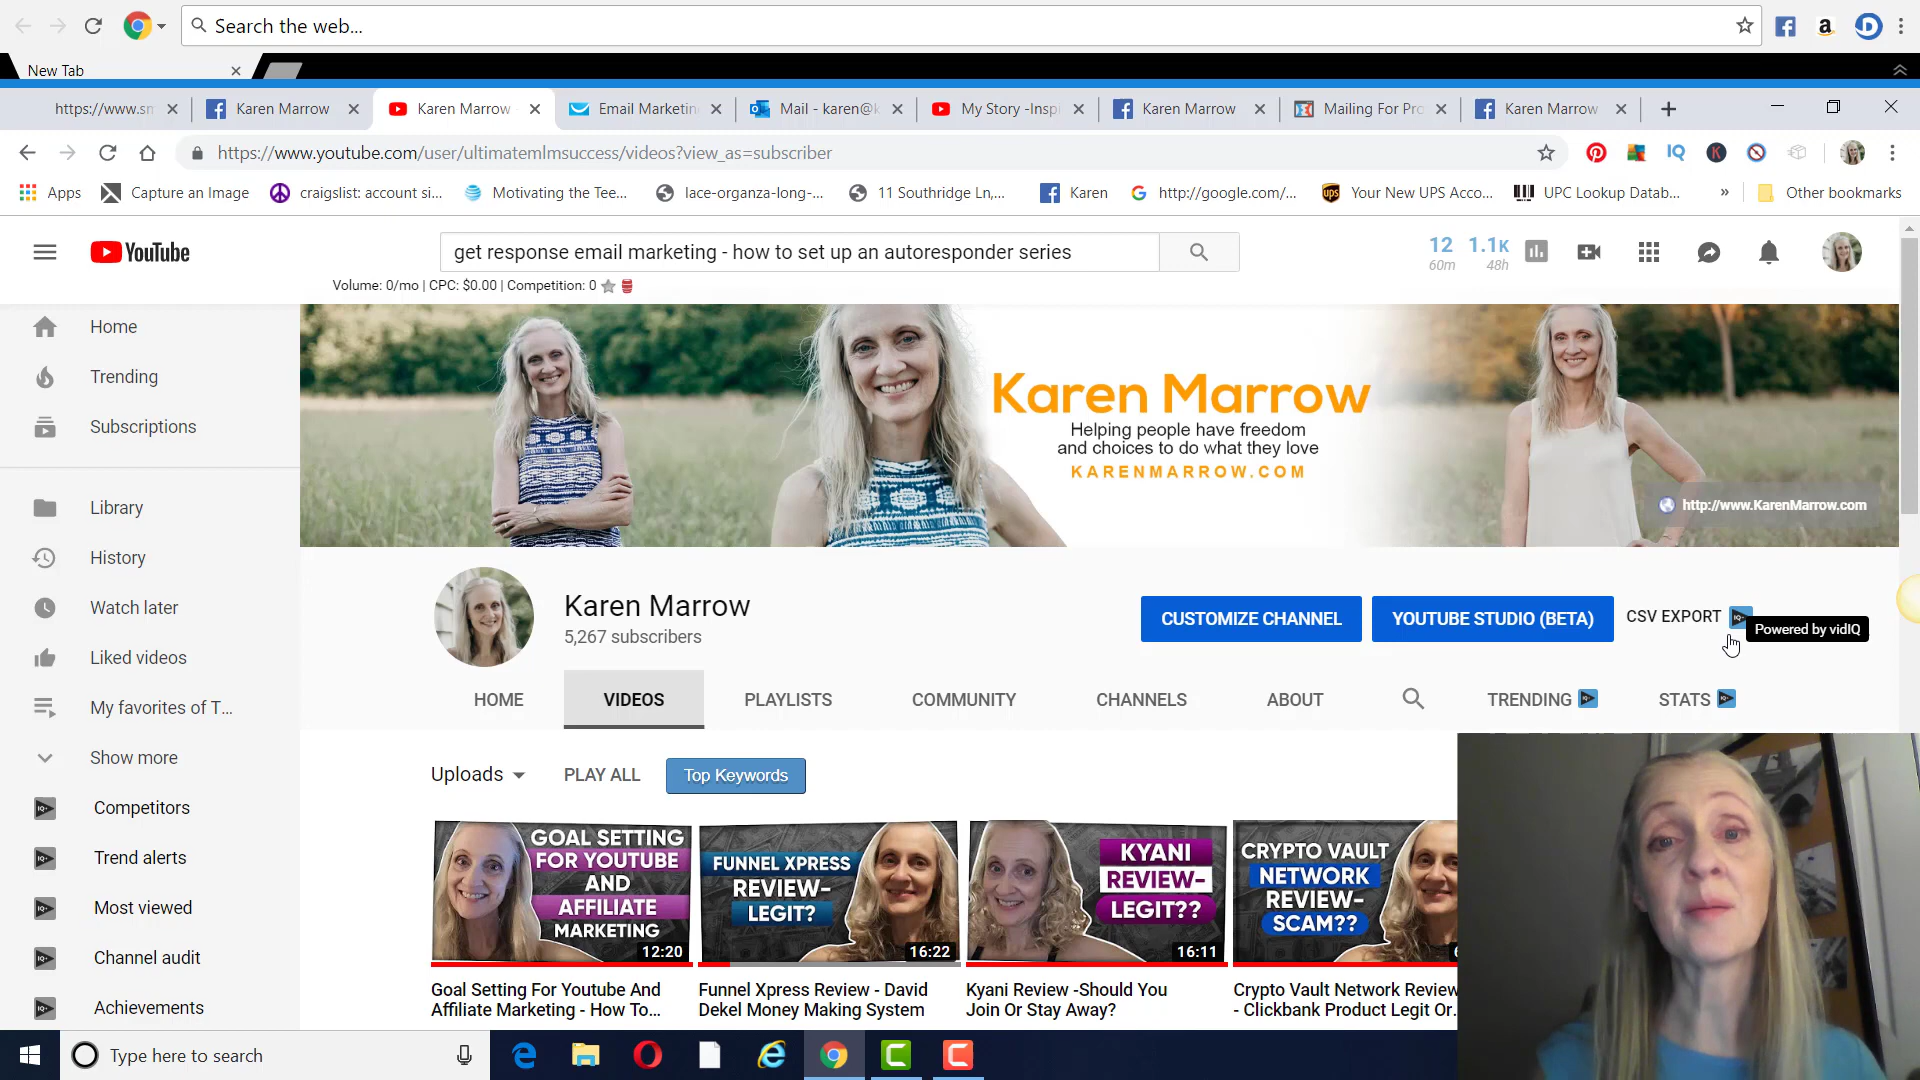 Search the web...
New Tab
https://www.sm
Karen Marrow
Karen Marrow
Email Marketin
Mail - karen@k
My Story -Inspi
Karen Marrow
Mailing For Pro
Karen Marrow
https://www.youtube.com/user/ultimatemlmsuccess/videos?view_as=subscriber
Apps
Capture an Image
craigslist: account si...
Motivating the Tee...
lace-organza-long-...
11 Southridge Ln,...
Karen
http://google.com/...
Your New UPS Acco...
UPC Lookup Datab...
»
Other bookmarks
YouTube
get response email marketing - how to set up an autoresponder series
12 60m
1.1K 48h
Volume: 0/mo | CPC: $0.00 | Competition: 0
Home
Trending
Subscriptions
Library
History
Watch later
Liked videos
My favorites of T...
Show more
Competitors
Trend alerts
Most viewed
Channel audit
Achievements
Karen Marrow
Helping people have freedom
and choices to do what they love
KARENMARROW.COM
http://www.KarenMarrow.com
Karen Marrow
5,267 subscribers
CUSTOMIZE CHANNEL
YOUTUBE STUDIO (BETA)
CSV EXPORT
Powered by vidIQ
HOME
VIDEOS
PLAYLISTS
COMMUNITY
CHANNELS
ABOUT
TRENDING
STATS
Uploads
PLAY ALL
Top Keywords
GOAL SETTING
FOR YOUTUBE
AND
AFFILIATE
MARKETING
12:20
Goal Setting For Youtube And
Affiliate Marketing - How To...
FUNNEL XPRESS
REVIEW-
LEGIT?
16:22
Funnel Xpress Review - David
Dekel Money Making System
KYANI
REVIEW-
LEGIT??
16:11
Kyani Review -Should You
Join Or Stay Away?
CRYPTO VAULT
NETWORK
REVIEW-
SCAM??
Crypto Vault Network Review
- Clickbank Product Legit Or...
Type here to search